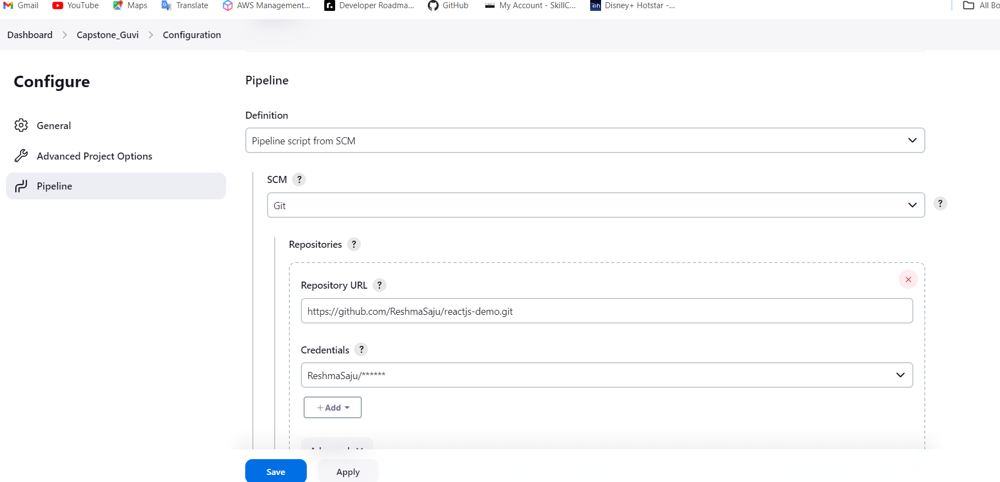 Gmail YouTube Maps Translate AWS Management... Developer Roadma... GitHub My Account - SkillC... Disney+ Hotstar -... All Bo
Dashboard Capstone_Guvi Configuration
Configure
General
Advanced Project Options
Pipeline
Pipeline
Definition
Pipeline script from SCM
SCM ?
Git
?
Repositories ?
Repository URL ?
https://github.com/ReshmaSaju/reactjs-demo.git
Credentials ?
ReshmaSaju/******
+ Add
Save Apply